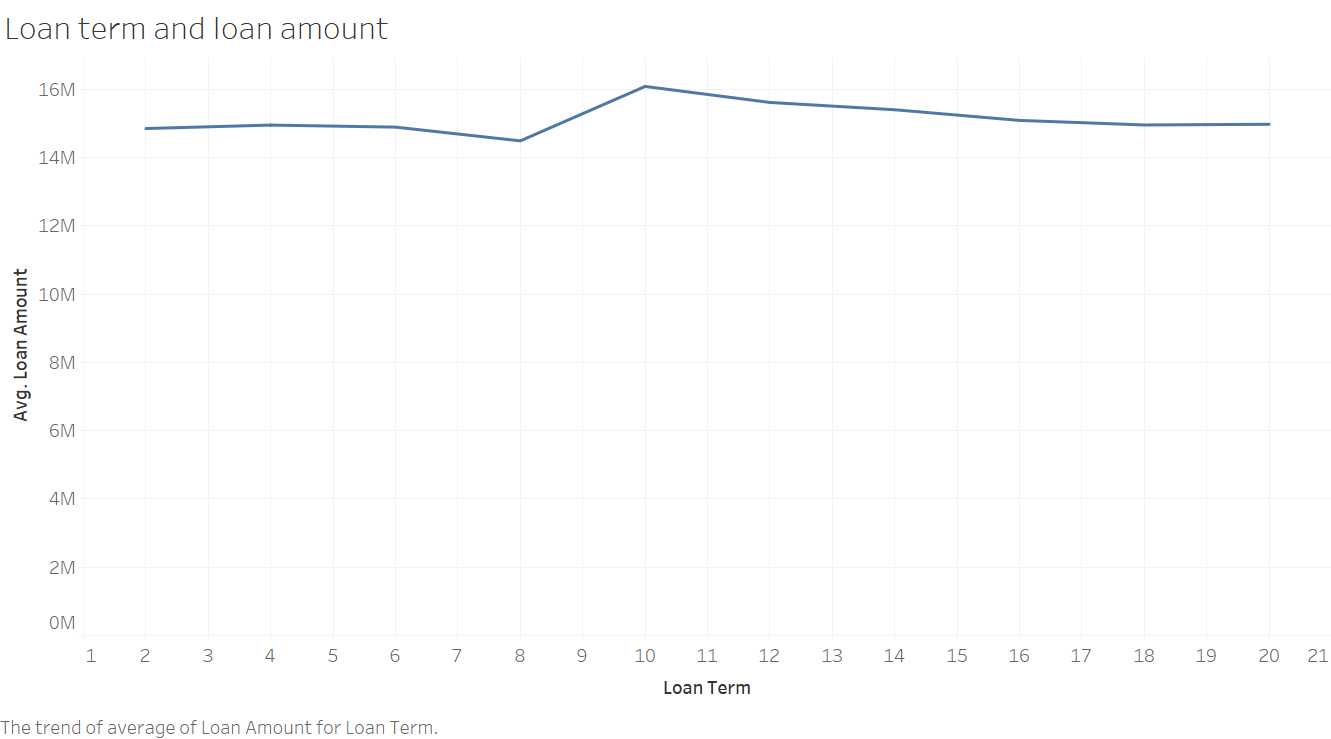 Loan term and loan amount
16M
14M
12M
10M
8M
6M
4M
2M
0M
Avg. Loan Amount
1 2 3 4 5 6 7 8 9 10 11 12 13 14 15 16 17 18 19 20 21
Loan Term
The trend of average of Loan Amount for Loan Term.